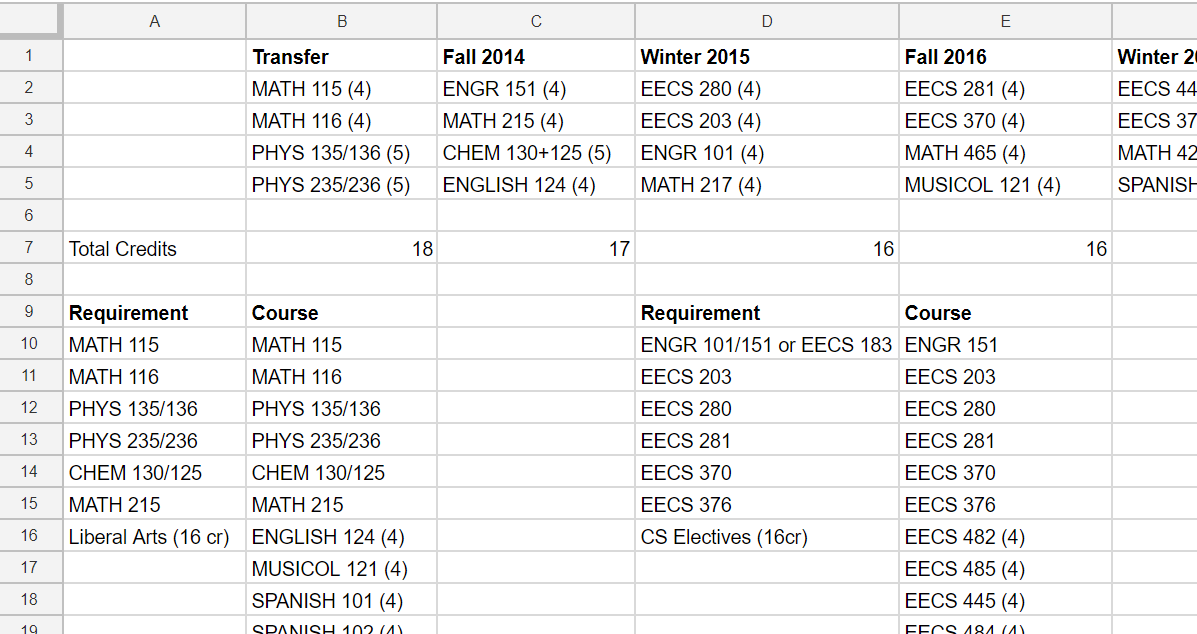 A B C D E
1 Transfer Fall 2014 Winter 2015 Fall 2016 Winter
2 MATH 115 (4) ENGR 151 (4) EECS 280 (4) EECS 281 (4) EECS
3 MATH 116 (4) MATH 215 (4) EECS 203 (4) EECS 370 (4) EECS
4 PHYS 135/136 (5) CHEM 130+125 (5) ENGR 101 (4) MATH 465 (4) MATH
5 PHYS 235/236 (5) ENGLISH 124 (4) MATH 217 (4) MUSICOL 121 (4) SPANISH
6
7 Total Credits 18 17 16 16
8
9 Requirement Course Requirement Course
10 MATH 115 MATH 115 ENGR 101/151 or EECS 183 ENGR 151
11 MATH 116 MATH 116 EECS 203 EECS 203
12 PHYS 135/136 PHYS 135/136 EECS 280 EECS 280
13 PHYS 235/236 PHYS 235/236 EECS 281 EECS 281
14 CHEM 130/125 CHEM 130/125 EECS 370 EECS 370
15 MATH 215 MATH 215 EECS 376 EECS 376
16 Liberal Arts (16 cr) ENGLISH 124 (4) CS Electives (16cr) EECS 482 (4)
17 MUSICOL 121 (4) EECS 485 (4)
18 SPANISH 101 (4) EECS 445 (4)
19 SPANISH 102 (4) EECS 484 (4)